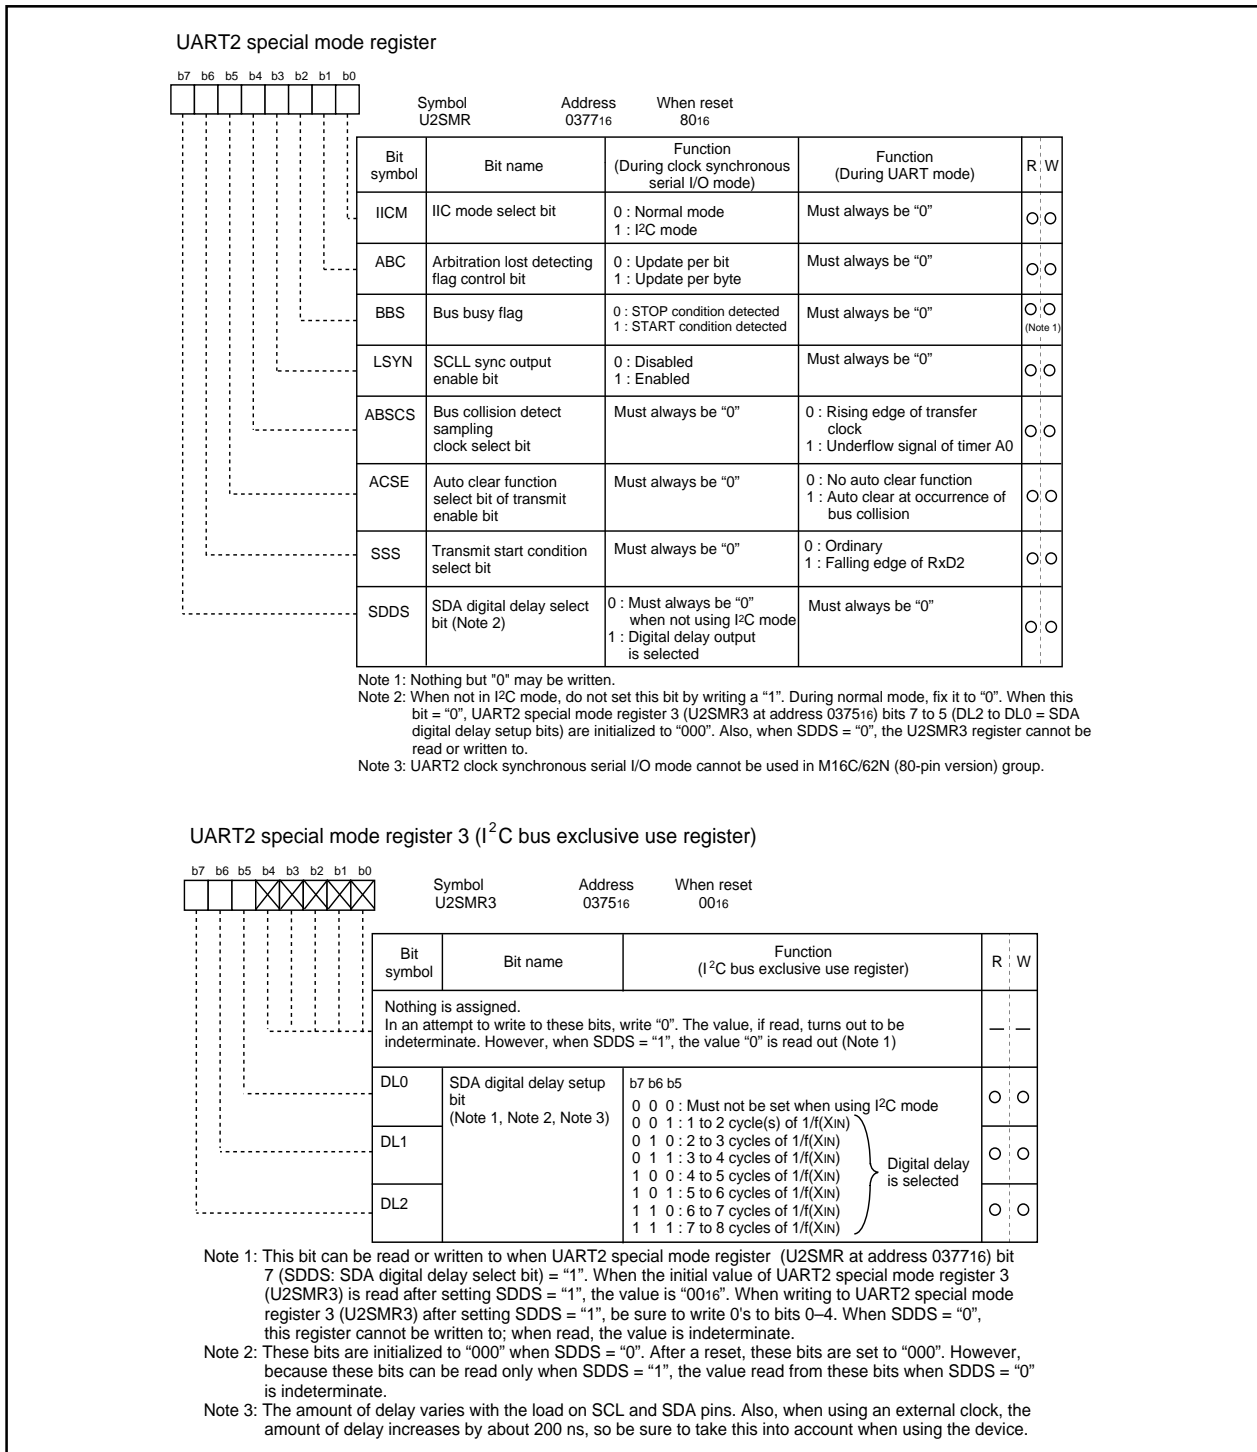 UART2 special mode register
b7 b6 b5 b4 b3 b2 b1 b0
Symbol Address When reset
U2SMR 037716 8016
Bit symbol Bit name Function (During clock synchronous serial I/O mode) Function (During UART mode) R W
IICM IIC mode select bit 0 : Normal mode Must always be “0”
1 : I2C mode
ABC Arbitration lost detecting 0 : Update per bit Must always be “0”
flag control bit 1 : Update per byte
BBS Bus busy flag 0 : STOP condition detected Must always be “0”
1 : START condition detected (Note 1)
LSYN SCLL sync output 0 : Disabled Must always be “0”
enable bit 1 : Enabled
ABSCS Bus collision detect Must always be “0” 0 : Rising edge of transfer
sampling clock
clock select bit 1 : Underflow signal of timer A0
ACSE Auto clear function Must always be “0” 0 : No auto clear function
select bit of transmit 1 : Auto clear at occurrence of
enable bit bus collision
SSS Transmit start condition Must always be “0” 0 : Ordinary
select bit 1 : Falling edge of RxD2
SDDS SDA digital delay select 0 : Must always be “0” Must always be “0”
bit (Note 2) when not using I2C mode
1 : Digital delay output
is selected
Note 1: Nothing but "0" may be written.
Note 2: When not in I2C mode, do not set this bit by writing a “1”. During normal mode, fix it to “0”. When this
bit = “0”, UART2 special mode register 3 (U2SMR3 at address 037516) bits 7 to 5 (DL2 to DL0 = SDA
digital delay setup bits) are initialized to “000”. Also, when SDDS = “0”, the U2SMR3 register cannot be
read or written to.
Note 3: UART2 clock synchronous serial I/O mode cannot be used in M16C/62N (80-pin version) group.
UART2 special mode register 3 (I2C bus exclusive use register)
b7 b6 b5 b4 b3 b2 b1 b0
Symbol Address When reset
U2SMR3 037516 0016
Bit symbol Bit name Function (I2C bus exclusive use register) R W
Nothing is assigned.
In an attempt to write to these bits, write “0”. The value, if read, turns out to be
indeterminate. However, when SDDS = “1”, the value “0” is read out (Note 1) — —
DL0 SDA digital delay setup b7 b6 b5
bit
(Note 1, Note 2, Note 3) 0 0 0 : Must not be set when using I2C mode
0 0 1 : 1 to 2 cycle(s) of 1/f(XIN)
DL1 0 1 0 : 2 to 3 cycles of 1/f(XIN)
0 1 1 : 3 to 4 cycles of 1/f(XIN) Digital delay
1 0 0 : 4 to 5 cycles of 1/f(XIN) is selected
1 0 1 : 5 to 6 cycles of 1/f(XIN)
DL2 1 1 0 : 6 to 7 cycles of 1/f(XIN)
1 1 1 : 7 to 8 cycles of 1/f(XIN)
Note 1: This bit can be read or written to when UART2 special mode register (U2SMR at address 037716) bit
7 (SDDS: SDA digital delay select bit) = “1”. When the initial value of UART2 special mode register 3
(U2SMR3) is read after setting SDDS = “1”, the value is “0016”. When writing to UART2 special mode
register 3 (U2SMR3) after setting SDDS = “1”, be sure to write 0's to bits 0–4. When SDDS = “0”,
this register cannot be written to; when read, the value is indeterminate.
Note 2: These bits are initialized to “000” when SDDS = “0”. After a reset, these bits are set to “000”. However,
because these bits can be read only when SDDS = “1”, the value read from these bits when SDDS = “0”
is indeterminate.
Note 3: The amount of delay varies with the load on SCL and SDA pins. Also, when using an external clock, the
amount of delay increases by about 200 ns, so be sure to take this into account when using the device.